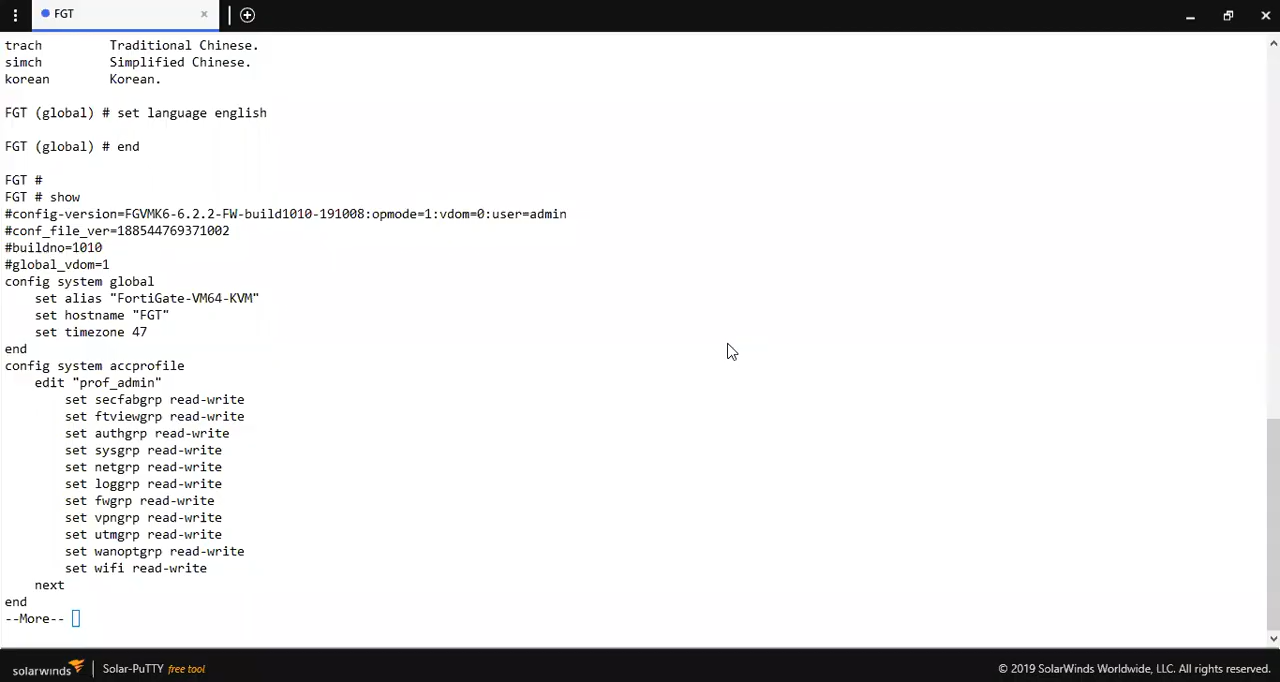 FGT
trach Traditional Chinese.
simch Simplified Chinese.
korean Korean.
FGT (global) # set language english
FGT (global) # end
FGT #
FGT # show
#config-version=FGVMK6-6.2.2-FW-build1010-191008:opmode=1:vdom=0:user=admin
#conf_file_ver=188544769371002
#buildno=1010
#global_vdom=1
config system global
set alias "FortiGate-VM64-KVM"
set hostname "FGT"
set timezone 47
end
config system accprofile
edit "prof_admin"
set secfabgrp read-write
set ftviewgrp read-write
set authgrp read-write
set sysgrp read-write
set netgrp read-write
set loggrp read-write
set fwgrp read-write
set vpngrp read-write
set utmgrp read-write
set wanoptgrp read-write
set wifi read-write
next
end
--More--
solarwinds Solar-PuTTY free tool © 2019 SolarWinds Worldwide, LLC. All rights reserved.